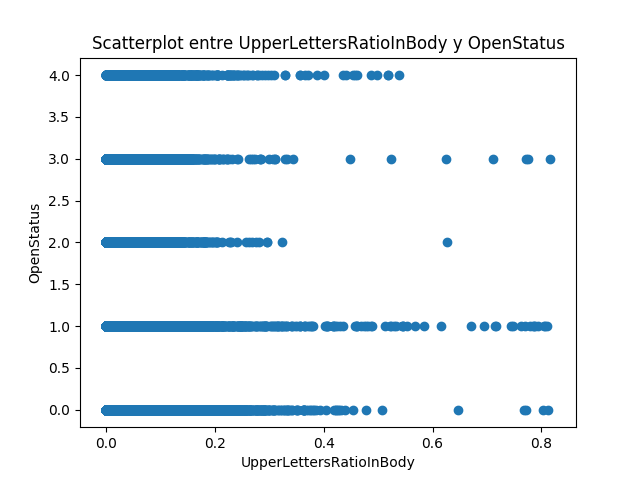 Scatterplot entre UpperLettersRatioInBody y OpenStatus
4.0
3.5
3.0
2.5
2.0
1.5
1.0
0.5
0.0
OpenStatus
0.0 0.2 0.4 0.6 0.8
UpperLettersRatioInBody